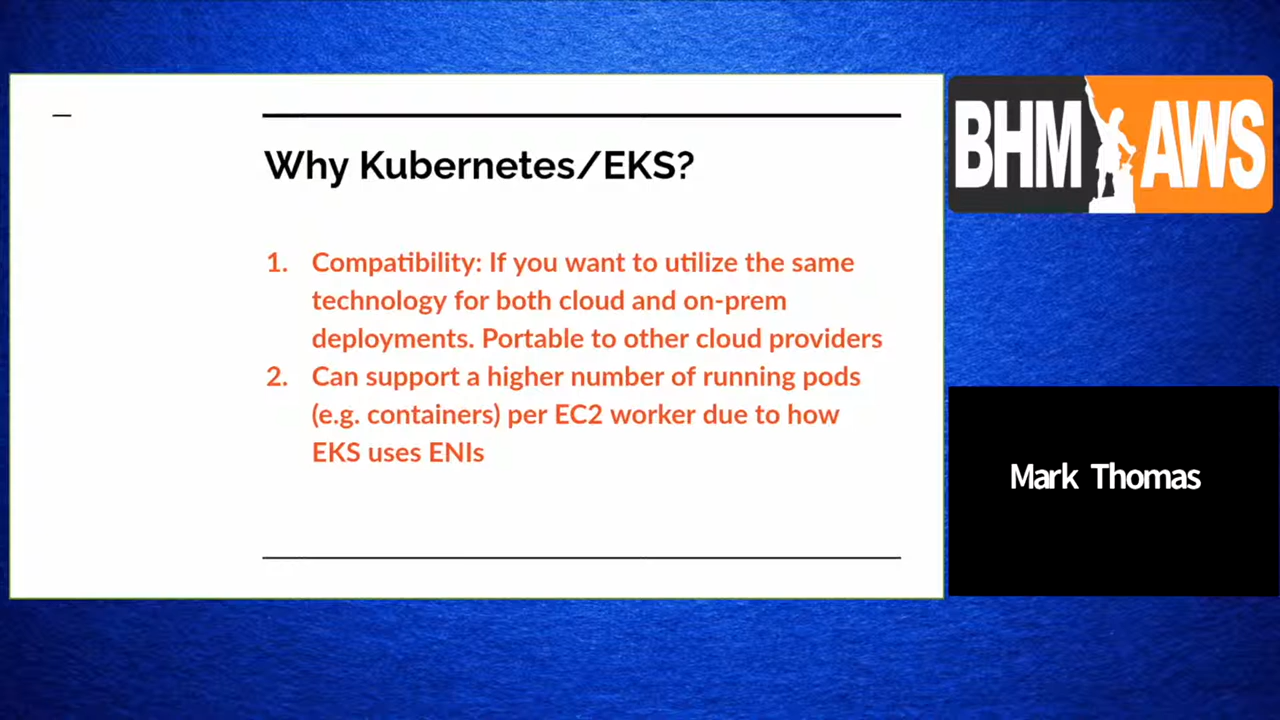 Why Kubernetes/EKS?
1. Compatibility: If you want to utilize the same
technology for both cloud and on-prem
deployments. Portable to other cloud providers
2. Can support a higher number of running pods
(e.g. containers) per EC2 worker due to how
EKS uses ENIs
BHM AWS
Mark Thomas